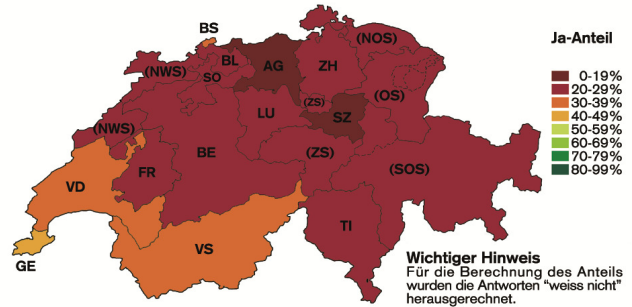 BS
(NOS)
Ja-Anteil
BL
AG
ZH
(NWS)
SO
0-19%
20-29%
30-39%
40-49%
50-59%
60-69%
70-79%
80-99%
(ZS)
(OS)
LU
SZ
(NWS)
BE
(ZS)
FR
(SOS)
VD
TI
VS
GE
Wichtiger Hinweis
Für die Berechnung des Anteils
wurden die Antworten "weiss nicht"
herausgerechnet.